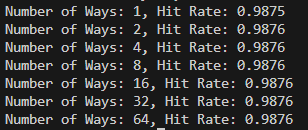 Number of Ways: 1, Hit Rate: 0.9875
Number of Ways: 2, Hit Rate: 0.9876
Number of Ways: 4, Hit Rate: 0.9876
Number of Ways: 8, Hit Rate: 0.9876
Number of Ways: 16, Hit Rate: 0.9876
Number of Ways: 32, Hit Rate: 0.9876
Number of Ways: 64, Hit Rate: 0.9876